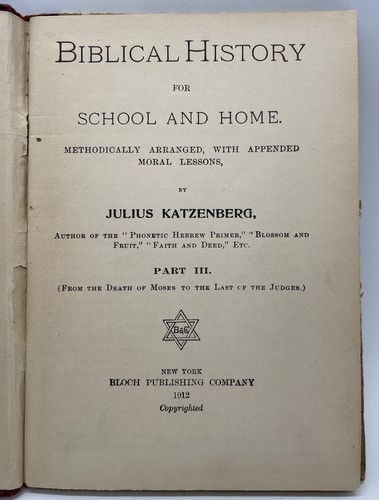 BIBLICAL HISTORY
FOR
SCHOOL AND HOME.
METHODICALLY ARRANGED, WITH APPENDED
MORAL LESSONS,
BY
JULIUS KATZENBERG,
AUTHOR OF THE "PHONETIC HEBREW PRIMER," "BLOSSOM AND
FRUIT," "FAITH AND DEED," ETC.
PART III.
(FROM THE DEATH OF MOSES TO THE LAST OF THE JUDGES.)
B&C
NEW YORK
BLOCH PUBLISHING COMPANY
1912
Copyrighted